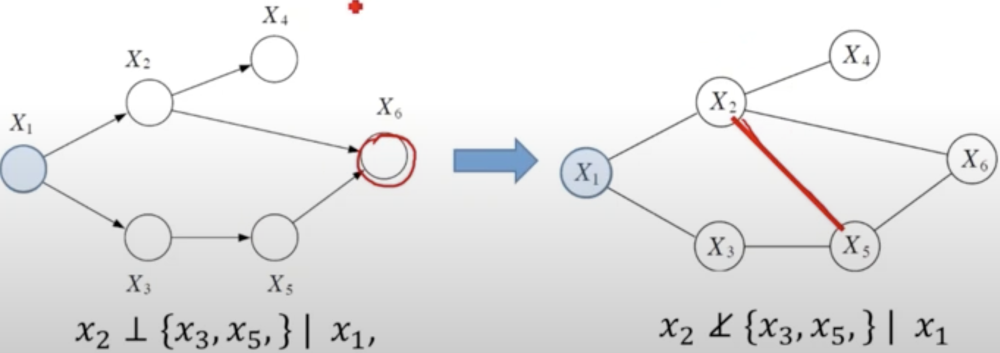 X₄
X₂
X₆
X₁
X₃
X₅
x₂ ⊥ {x₃, x₅, } | x₁,
X₄
X₂
X₆
X₁
X₃
X₅
x₂ ⊥̸ {x₃, x₅, } | x₁